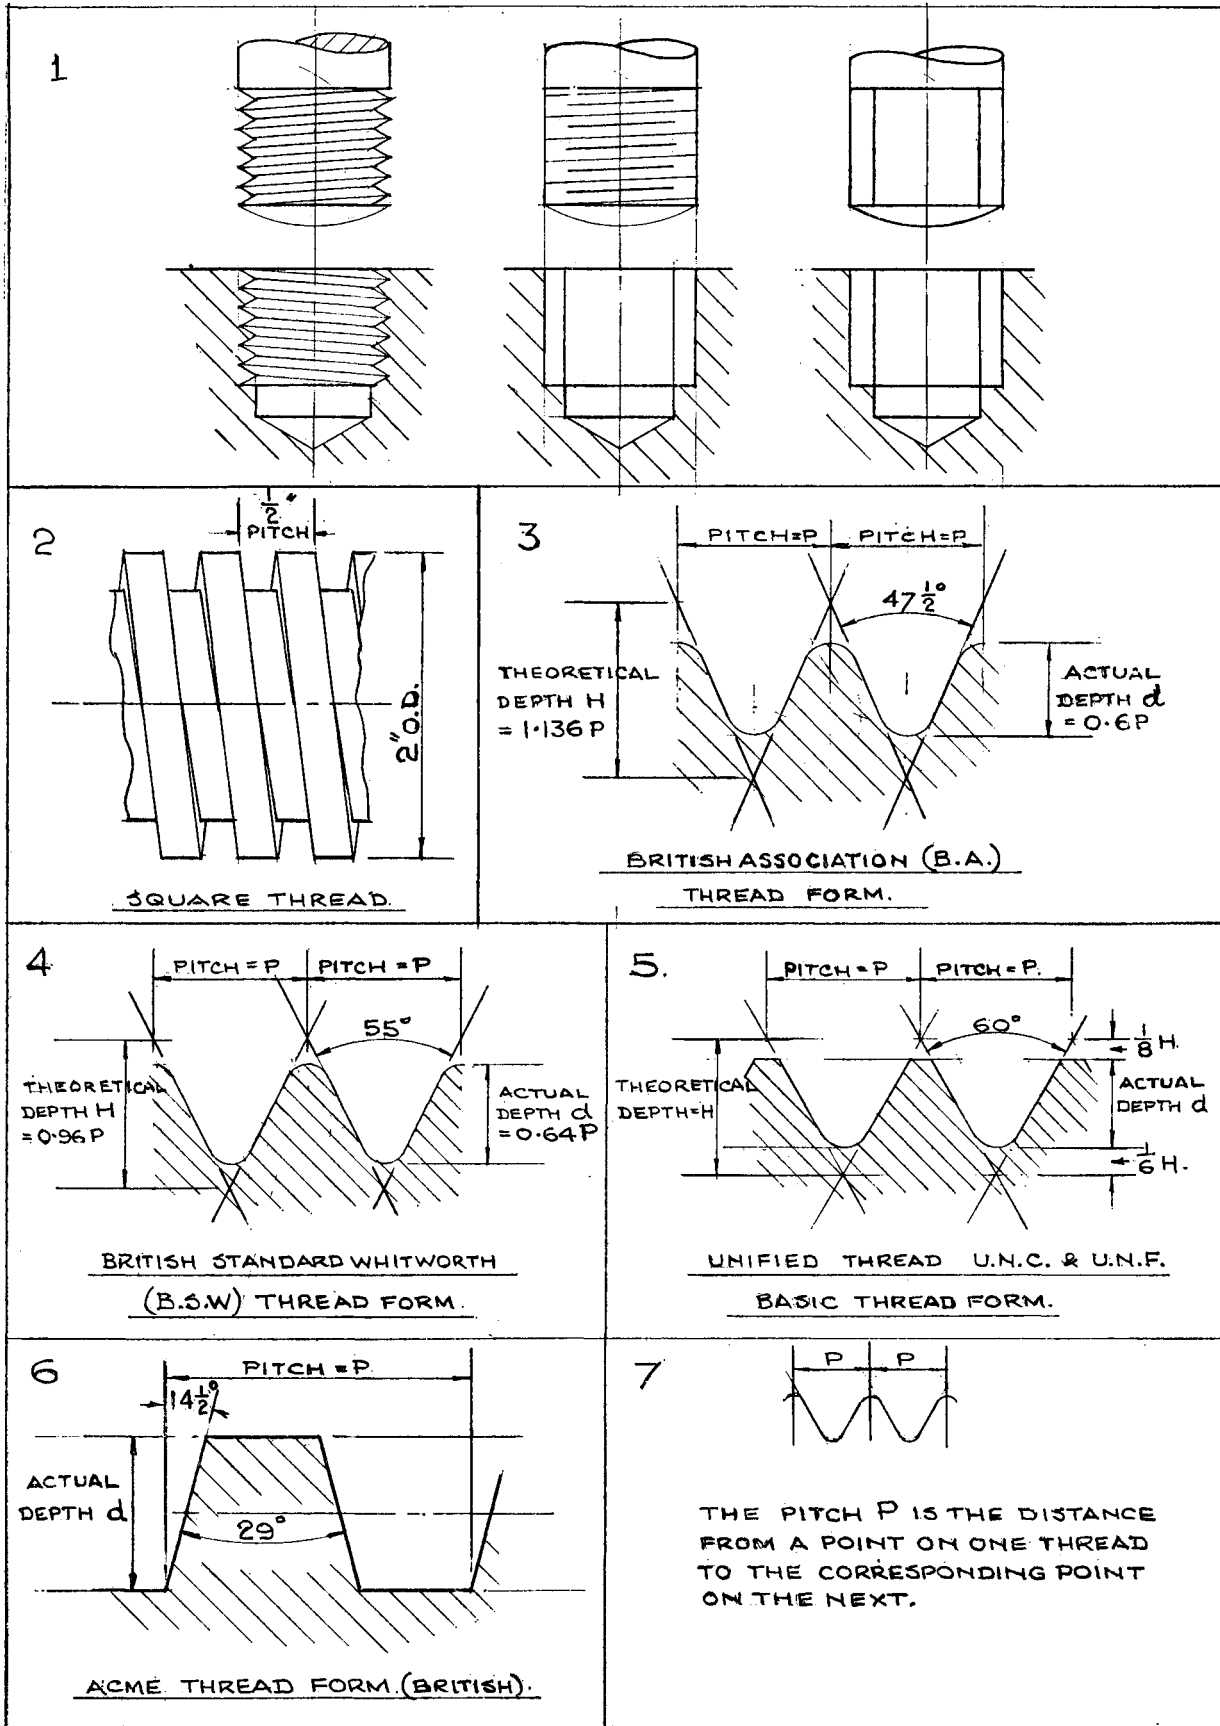 1
2
1/2"
PITCH
2" O.D.
SQUARE THREAD.
3
PITCH=P PITCH=P
47 1/2°
THEORETICAL
DEPTH H
= 1·136P
ACTUAL
DEPTH d
= 0·6P
BRITISH ASSOCIATION (B.A.)
THREAD FORM.
4
PITCH=P PITCH=P
55°
THEORETICAL
DEPTH H
= 0·96P
ACTUAL
DEPTH d
= 0·64P
BRITISH STANDARD WHITWORTH
(B.S.W) THREAD FORM.
5.
PITCH=P PITCH=P.
60°
1/8 H.
THEORETICAL
DEPTH=H
ACTUAL
DEPTH d
1/6 H.
UNIFIED THREAD U.N.C. & U.N.F.
BASIC THREAD FORM.
6
PITCH=P.
14 1/2°
ACTUAL
DEPTH d
29°
ACME THREAD FORM.(BRITISH).
7
P P
THE PITCH P IS THE DISTANCE
FROM A POINT ON ONE THREAD
TO THE CORRESPONDING POINT
ON THE NEXT.